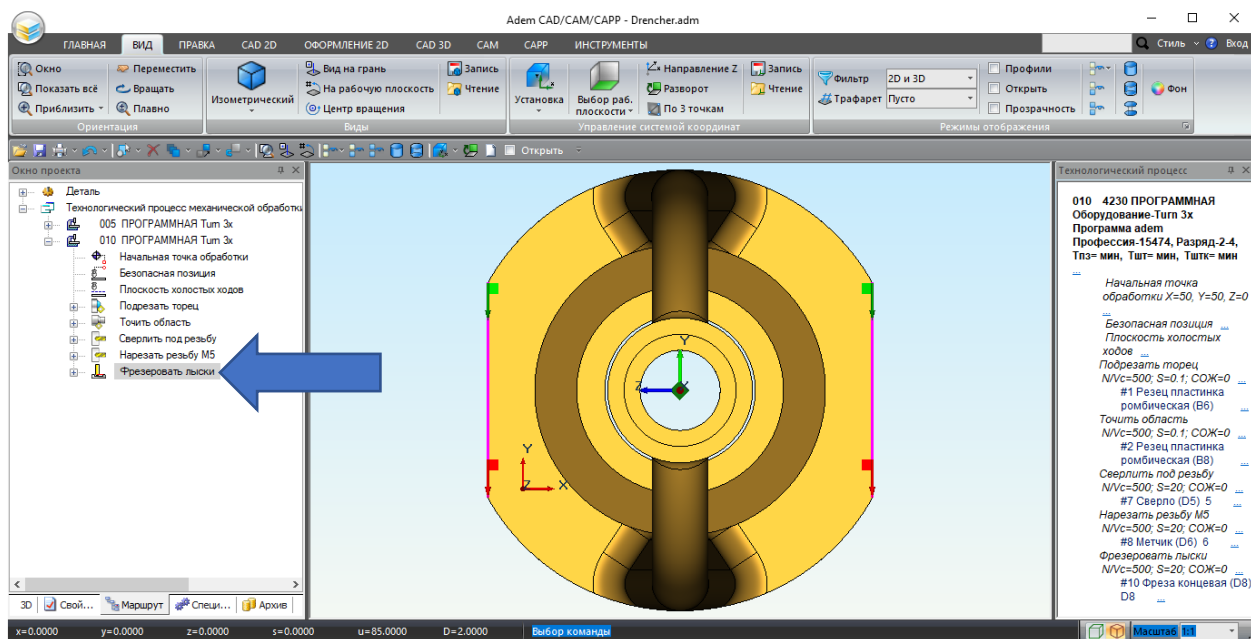 Adem CAD/CAM/CAPP - Drencher.adm
ГЛАВНАЯ ВИД ПРАВКА CAD 2D ОФОРМЛЕНИЕ 2D CAD 3D CAM CAPP ИНСТРУМЕНТЫ Стиль Вход
Окно Переместить
Показать всё Вращать
Приблизить Плавно
Ориентация
Изометрический
Вид на грань Запись
На рабочую плоскость Чтение
Центр вращения
Виды
Установка
Выбор раб.
плоскости
Направление Z Запись
Разворот Чтение
По 3 точкам
Управление системой координат
Фильтр 2D и 3D
Трафарет Пусто
Профили
Открыть
Прозрачность
Фон
Режимы отображения
Открыть
Окно проекта
Деталь
Технологический процесс механической обработки
005 ПРОГРАММНАЯ Turn 3x
010 ПРОГРАММНАЯ Turn 3x
Начальная точка обработки
Безопасная позиция
Плоскость холостых ходов
Подрезать торец
Точить область
Сверлить под резьбу
Нарезать резьбу М5
Фрезеровать лыски
3D Свой... Маршрут Специ... Архив
Y
Z
Y
Z X
Технологический процесс
010 4230 ПРОГРАММНАЯ
Оборудование-Turn 3x
Программа adem
Профессия-15474, Разряд-2-4,
Тпз= мин, Тшт= мин, Тштк= мин
...
Начальная точка
обработки X=50, Y=50, Z=0
...
Безопасная позиция ...
Плоскость холостых
ходов ...
Подрезать торец
N/Vc=500; S=0.1; СОЖ=0 ...
#1 Резец пластинка
ромбическая (B6) ...
Точить область
N/Vc=500; S=0.1; СОЖ=0 ...
#2 Резец пластинка
ромбическая (B8) ...
Сверлить под резьбу
N/Vc=500; S=20; СОЖ=0 ...
#7 Сверло (D5) 5 ...
Нарезать резьбу М5
N/Vc=500; S=20; СОЖ=0 ...
#8 Метчик (D6) 6 ...
Фрезеровать лыски
N/Vc=500; S=20; СОЖ=0 ...
#10 Фреза концевая (D8)
D8 ...
x=0.0000 y=0.0000 z=0.0000 s=0.0000 u=85.0000 D=2.0000 Выбор команды Масштаб 1:1